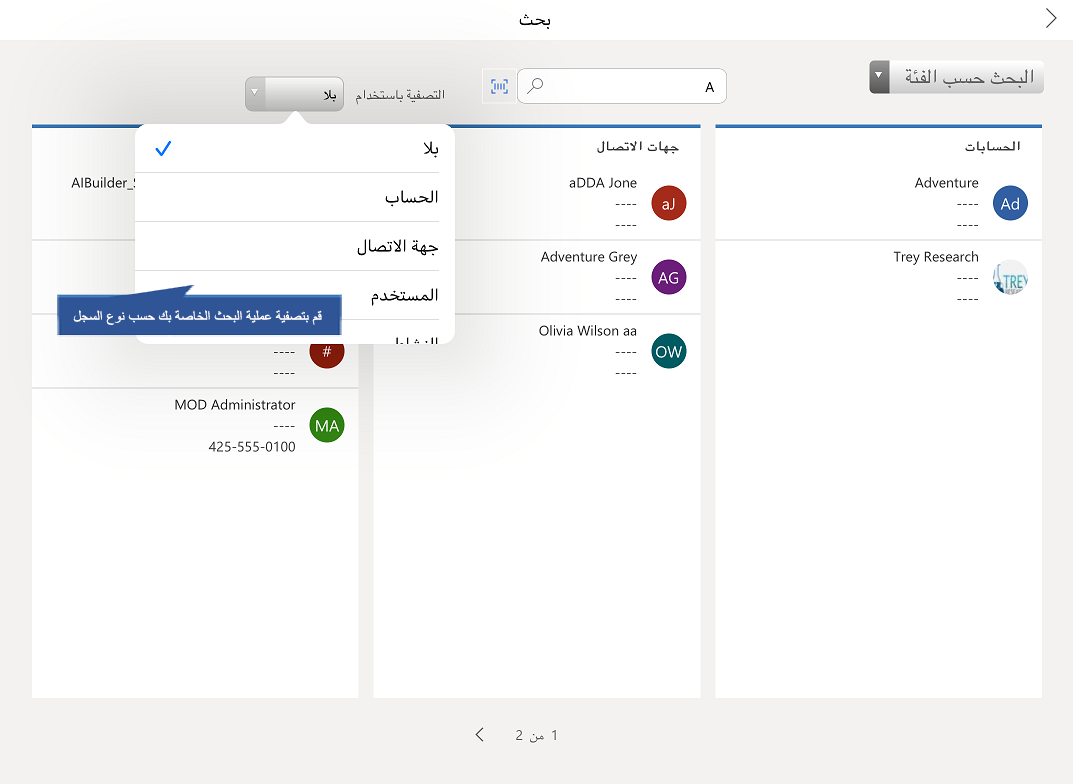 بحث
البحث حسب الفئة
A
التصفية باستخدام
بلا
الحسابات
Adventure
----
----
Ad
Trey Research
----
----
TREY
جهات الاتصال
aDDA Jone
----
----
aJ
Adventure Grey
----
----
AG
Olivia Wilson aa
----
----
OW
بلا
الحساب
جهة الاتصال
المستخدم
قم بتصفية عملية البحث الخاصة بك حسب نوع السجل
AIBuilder_
----
----
#
MOD Administrator
----
425-555-0100
MA
1 من 2